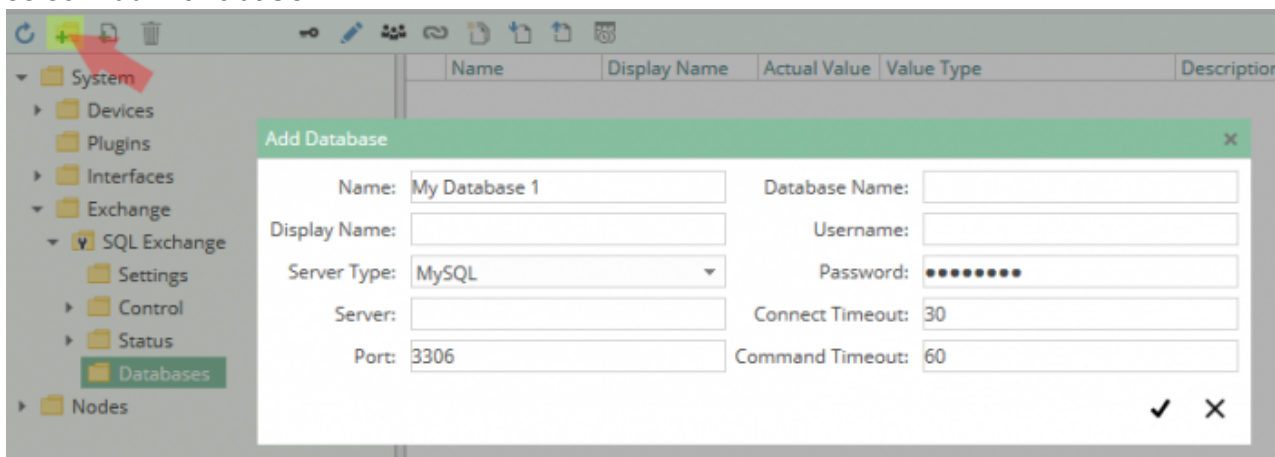 Name Display Name Actual Value Value Type Description
System
Devices
Plugins
Interfaces
Exchange
SQL Exchange
Settings
Control
Status
Databases
Nodes
Add Database
Name: My Database 1 Database Name:
Display Name: Username:
Server Type: MySQL Password: ••••••••
Server: Connect Timeout: 30
Port: 3306 Command Timeout: 60